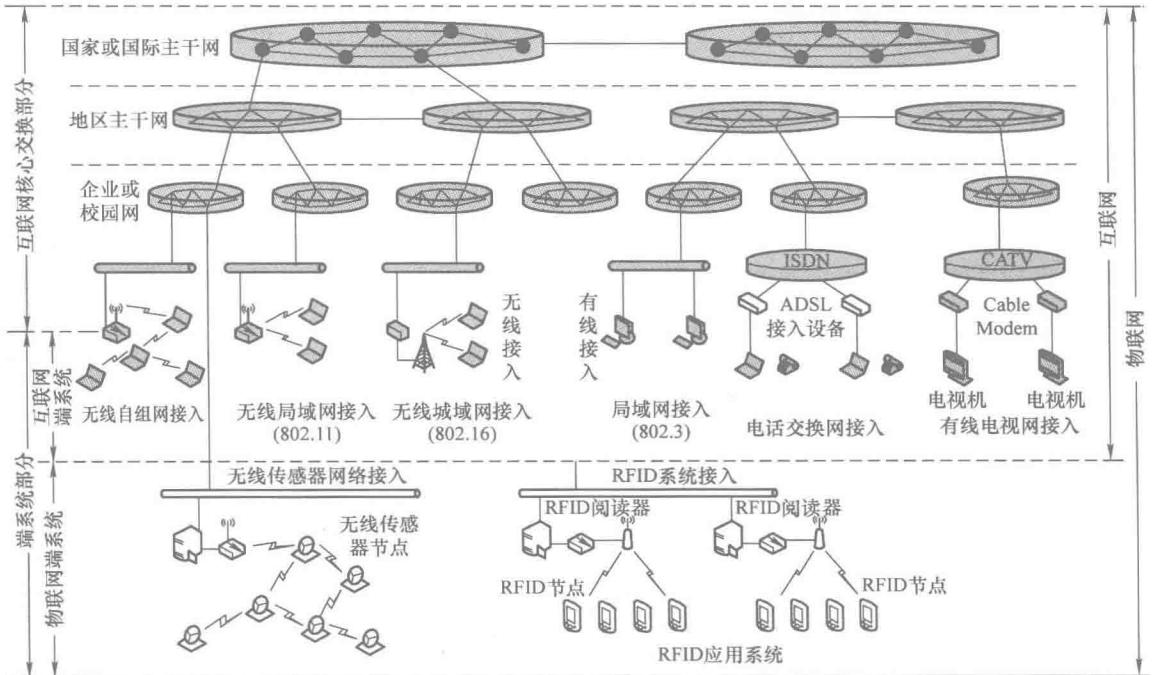 国家或国际主干网
地区主干网
企业或
校园网
互联网核心交换部分
互联网
物联网
ISDN
CATV
无
线
接
入
有
线
接
入
ADSL
接入设备
Cable
Modem
互联网
端系统
无线自组网接入
无线局域网接入
(802.11)
无线城域网接入
(802.16)
局域网接入
(802.3)
电话交换网接入
电视机
电视机
有线电视网接入
端系统部分
物联网端系统
无线传感器网络接入
RFID系统接入
无线传感
器节点
RFID阅读器
RFID阅读器
RFID节点
RFID节点
RFID应用系统